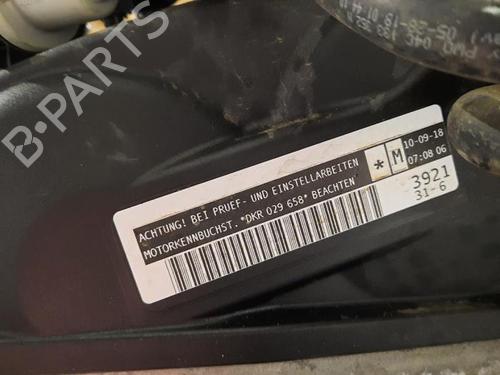 B-PARTS
ACHTUNG! BEI PRUEF- UND EINSTELLARBEITEN
MOTORKENNBUCHST. *DKR 029 658* BEACHTEN
* M
10-09-18
07:08 06
3921
31-6